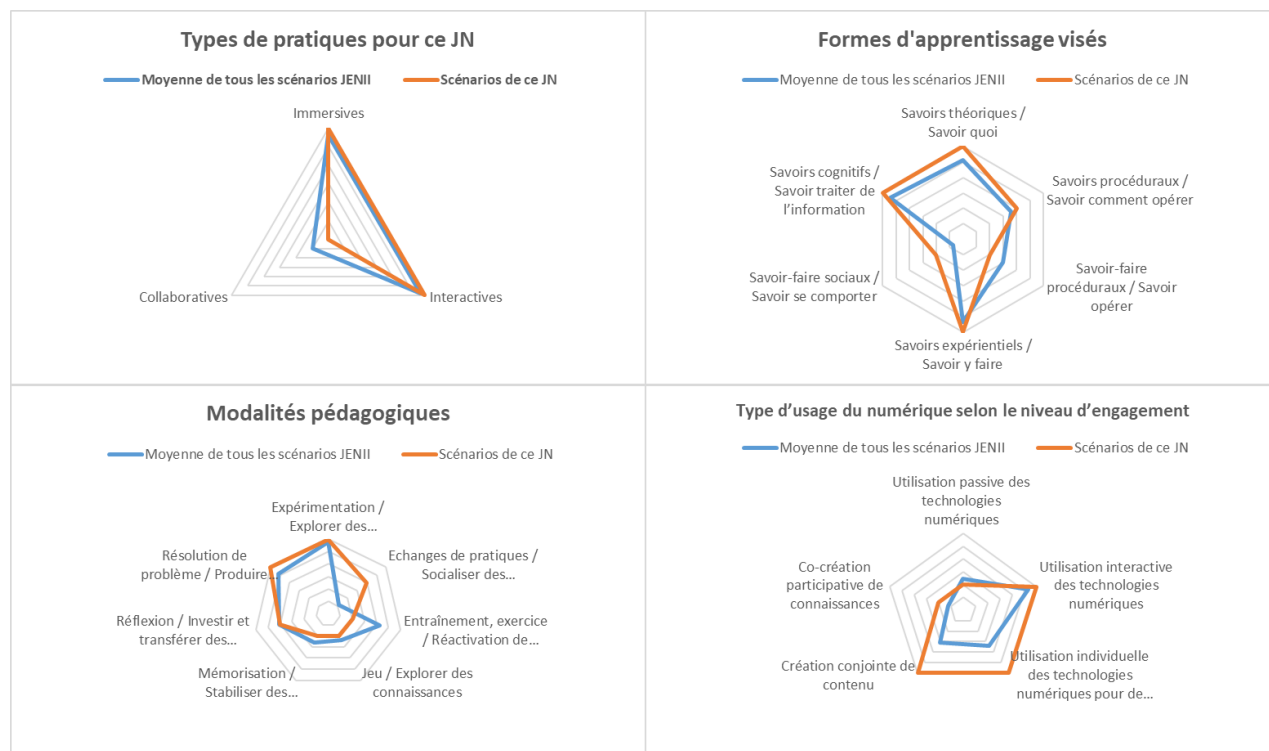 Types de pratiques pour ce JN
Moyenne de tous les scénarios JENII
Scénarios de ce JN
Immersives
Collaboratives
Interactives
Formes d'apprentissage visés
Moyenne de tous les scénarios JENII
Scénarios de ce JN
Savoirs théoriques /
Savoir quoi
Savoirs cognitifs /
Savoir traiter de
l'information
Savoirs procéduraux /
Savoir comment opérer
Savoir-faire sociaux /
Savoir se comporter
Savoir-faire
procéduraux / Savoir
opérer
Savoirs expérientiels /
Savoir y faire
Modalités pédagogiques
Moyenne de tous les scénarios JENII
Scénarios de ce JN
Expérimentation /
Explorer des…
Résolution de
problème / Produire…
Echanges de pratiques /
Socialiser des…
Réflexion / Investir et
transférer des…
Entraînement, exercice
/ Réactivation de…
Mémorisation /
Stabiliser des…
Jeu / Explorer des
connaissances
Type d’usage du numérique selon le niveau d’engagement
Moyenne de tous les scénarios JENII
Scénarios de ce JN
Utilisation passive des
technologies
numériques
Co-création
participative de
connaissances
Utilisation interactive
des technologies
numériques
Création conjointe de
contenu
Utilisation individuelle
des technologies
numériques pour de…